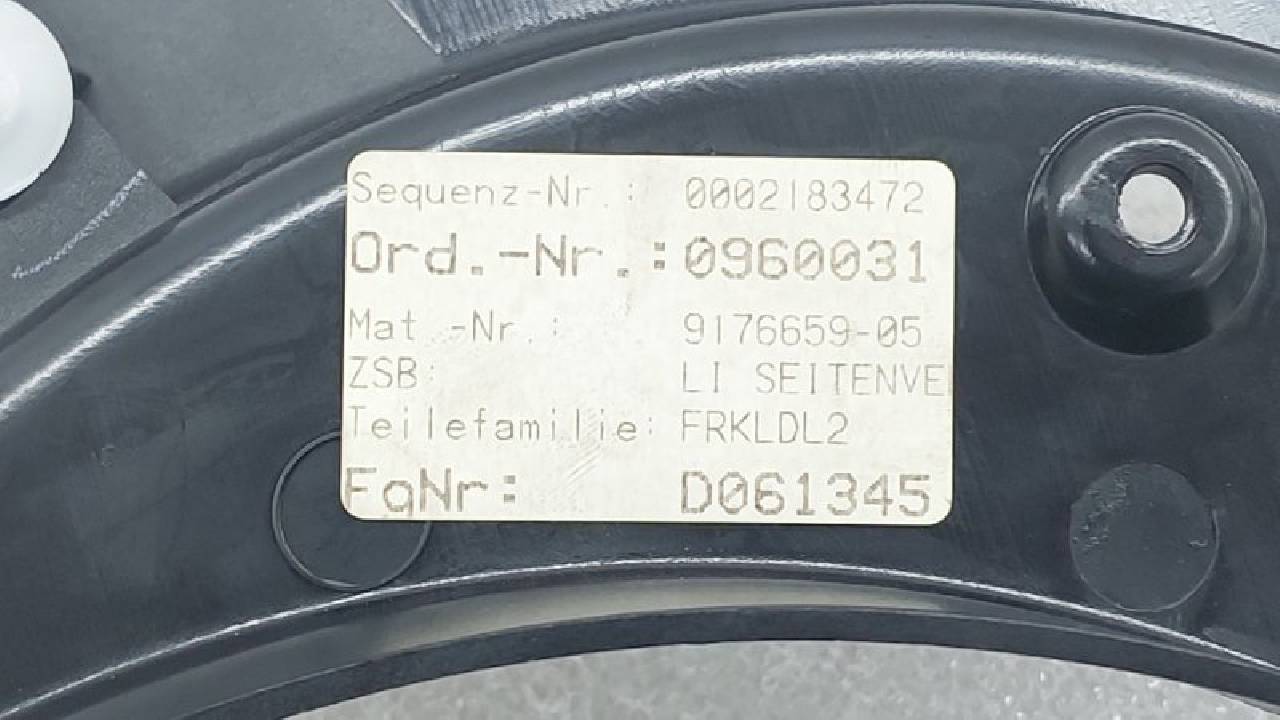 Sequenz-Nr.: 0002183472
Ord.-Nr.: 0960031
Mat.-Nr.: 9176659-05
ZSB: LI SEITENVE
Teilefamilie: FRKLDL2
FgNr: D061345